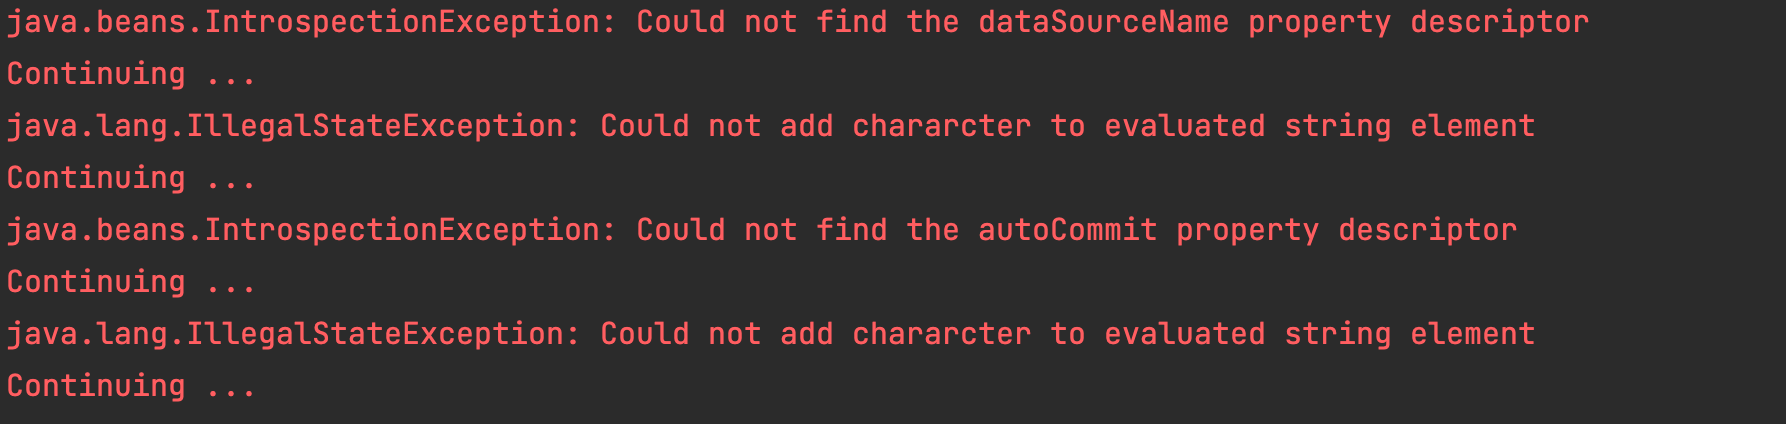 java.beans.IntrospectionException: Could not find the dataSourceName property descriptor
Continuing ...
java.lang.IllegalStateException: Could not add chararcter to evaluated string element
Continuing ...
java.beans.IntrospectionException: Could not find the autoCommit property descriptor
Continuing ...
java.lang.IllegalStateException: Could not add chararcter to evaluated string element
Continuing ...